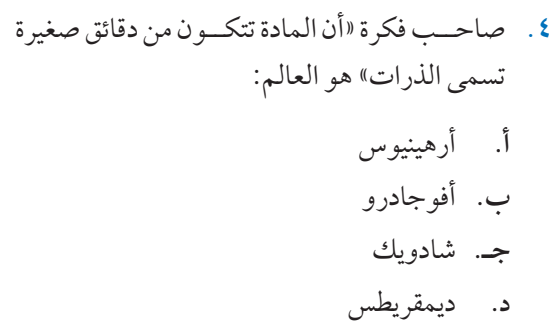 ٤. صاحب فكرة «أن المادة تتكون من دقائق صغيرة
تسمى الذرات» هو العالم:
أ. أرهينيوس
ب. أفوجادرو
جـ. شادويك
د. ديمقريطس